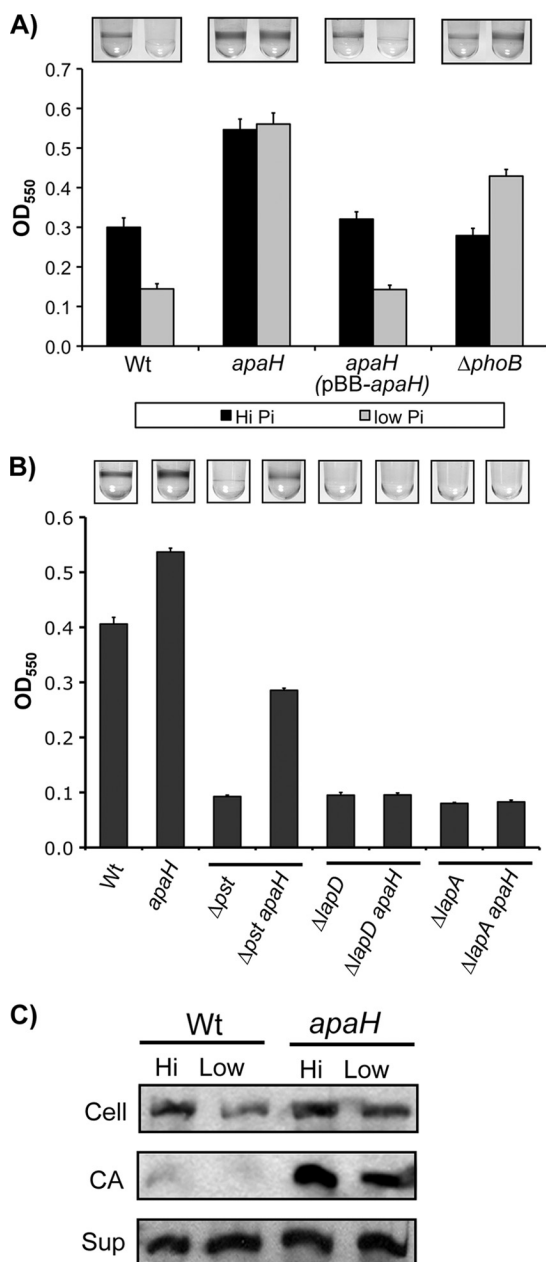 A)
0.7
0.6
0.5
0.4
0.3
0.2
0.1
0.0
OD550
Wt
apaH
apaH
(pBB-apaH)
ΔphoB
Hi Pi
low Pi
B)
0.6
0.5
0.4
0.3
0.2
0.1
0.0
OD550
Wt
apaH
Δpst
Δpst apaH
ΔlapD
ΔlapD apaH
ΔlapA
ΔlapA apaH
C)
Wt
apaH
Hi
Low
Hi
Low
Cell
CA
Sup